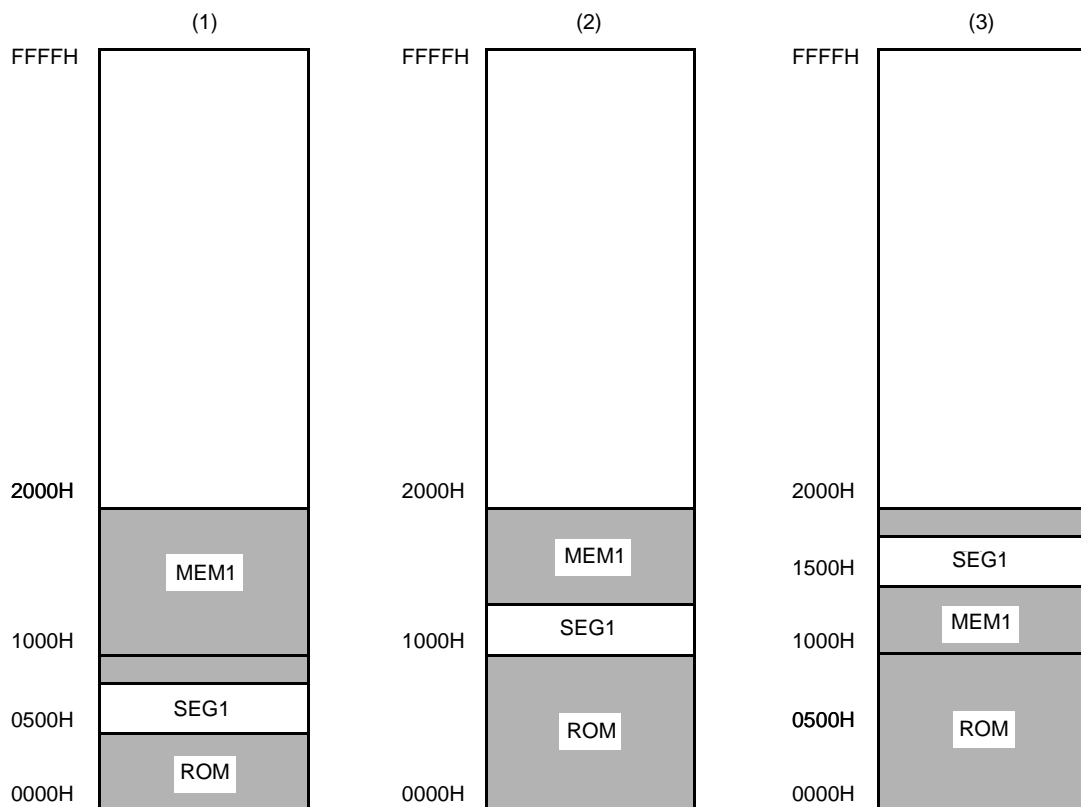 (1)
FFFFH
2000H
MEM1
1000H
SEG1
0500H
ROM
0000H
(2)
FFFFH
2000H
MEM1
1000H
SEG1
ROM
0000H
(3)
FFFFH
2000H
SEG1
1500H
MEM1
1000H
0500H
ROM
0000H